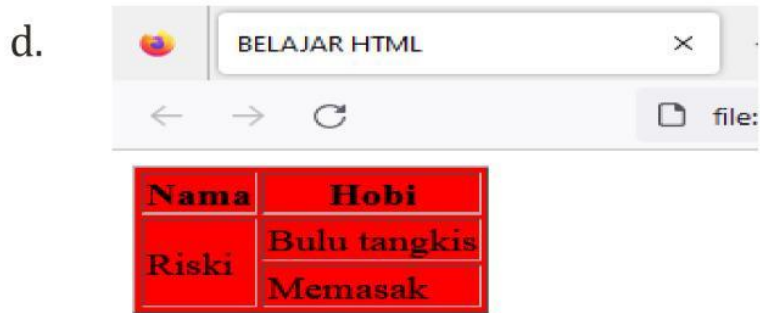 d.
BELAJAR HTML
file:
Nama Hobi
Riski Bulu tangkis
Memasak